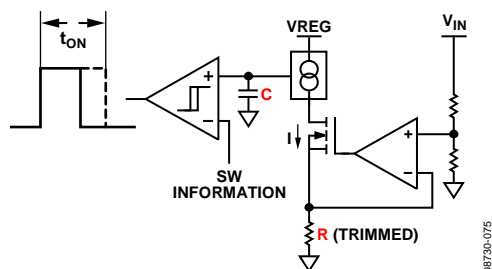 tON
VREG
VIN
+
C
−
SW
INFORMATION
I
+
−
R (TRIMMED)
08730-075